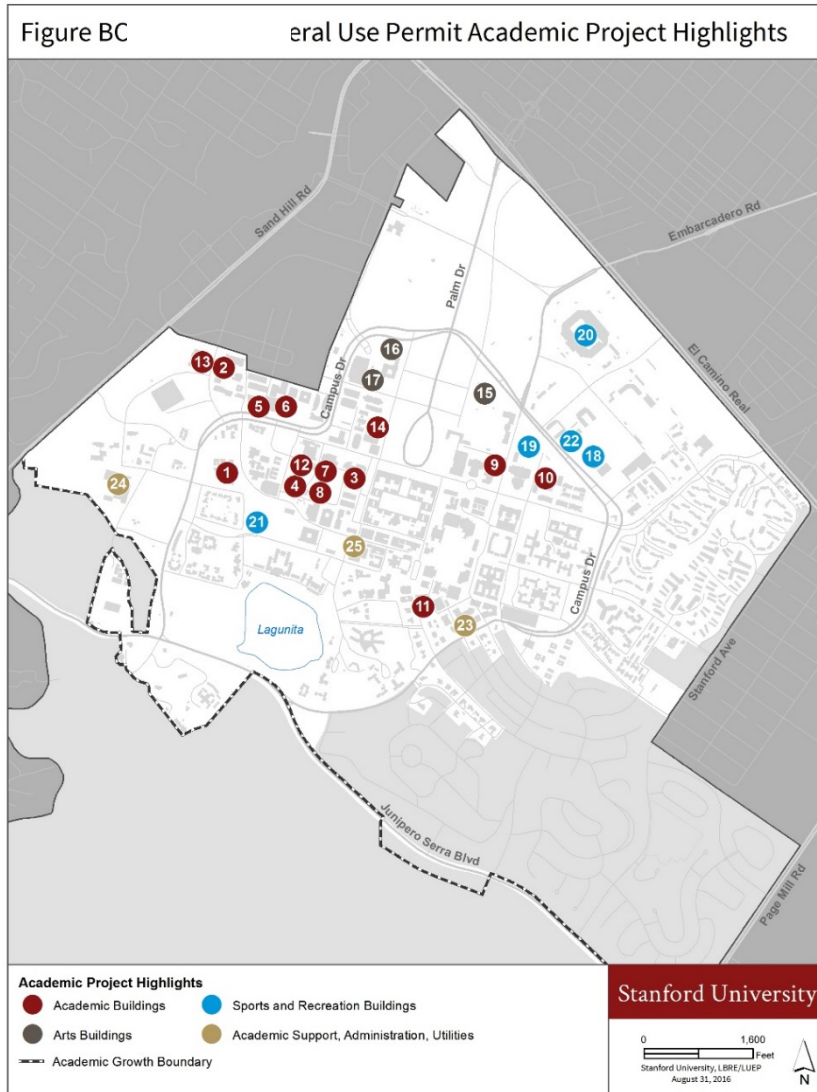 Figure BC eral Use Permit Academic Project Highlights
Sand Hill Rd
Embarcadero Rd
Palm Dr
El Camino Real
20
16
17
15
Campus Dr
13
2
5
6
14
22
19
18
9
10
12
7
3
4
8
1
24
21
25
Campus Dr
11
23
Lagunita
Stanford Ave
Junipero Serra Blvd
Page Mill Rd
Academic Project Highlights
Academic Buildings
Sports and Recreation Buildings
Arts Buildings
Academic Support, Administration, Utilities
Academic Growth Boundary
Stanford University
0 1,600
Feet
Stanford University, LBRE/LUEP
August 31, 2016
N